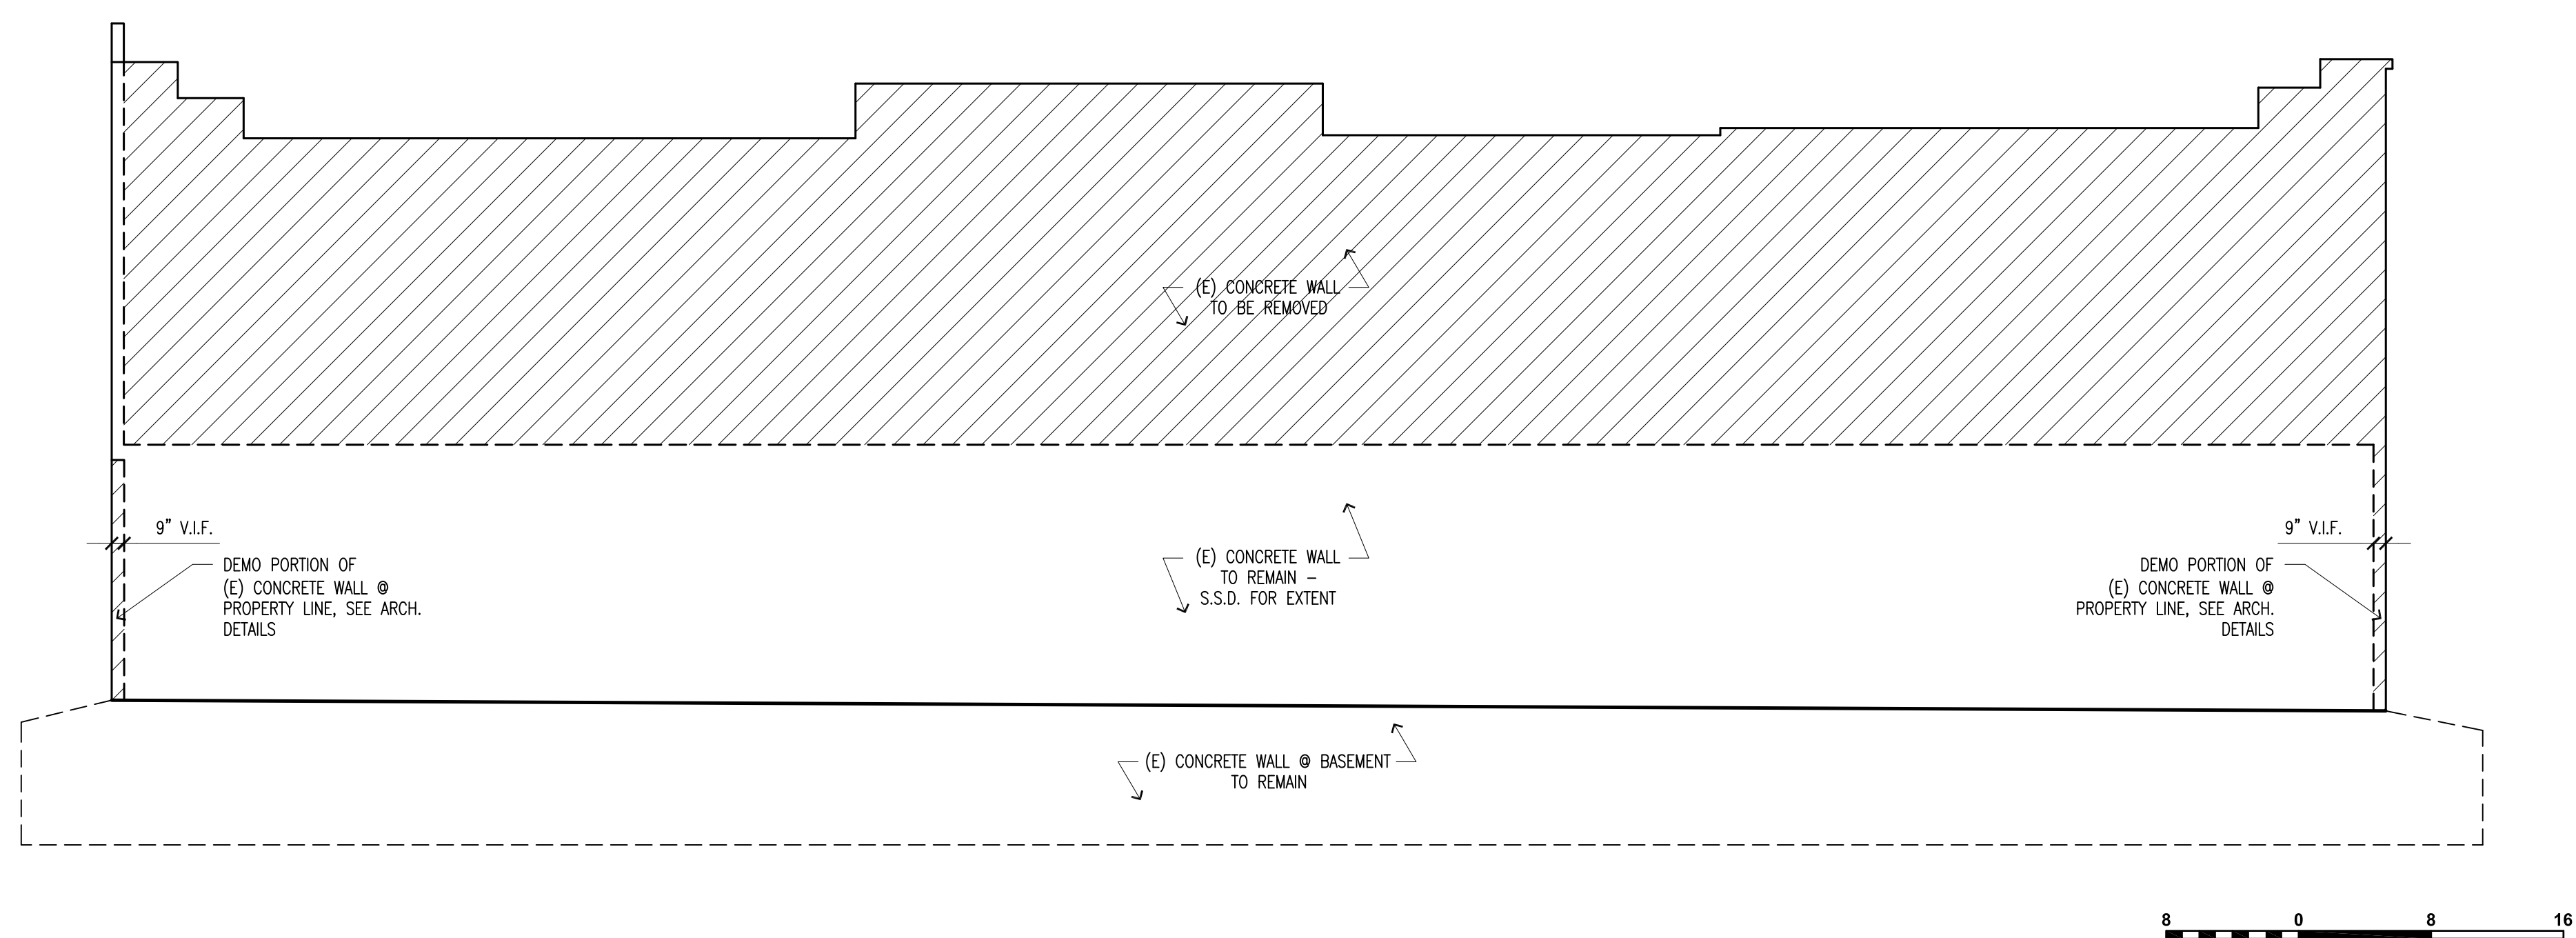 (E) CONCRETE WALL
TO BE REMOVED
9" V.I.F.
DEMO PORTION OF
(E) CONCRETE WALL @
PROPERTY LINE, SEE ARCH.
DETAILS
(E) CONCRETE WALL
TO REMAIN –
S.S.D. FOR EXTENT
9" V.I.F.
DEMO PORTION OF
(E) CONCRETE WALL @
PROPERTY LINE, SEE ARCH.
DETAILS
(E) CONCRETE WALL @ BASEMENT
TO REMAIN
8 0 8 16